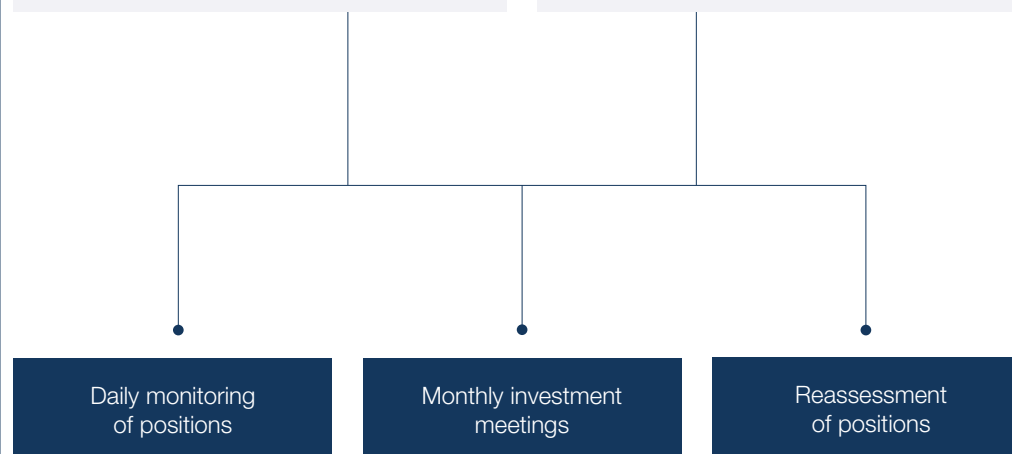 Daily monitoring
of positions
Monthly investment
meetings
Reassessment
of positions